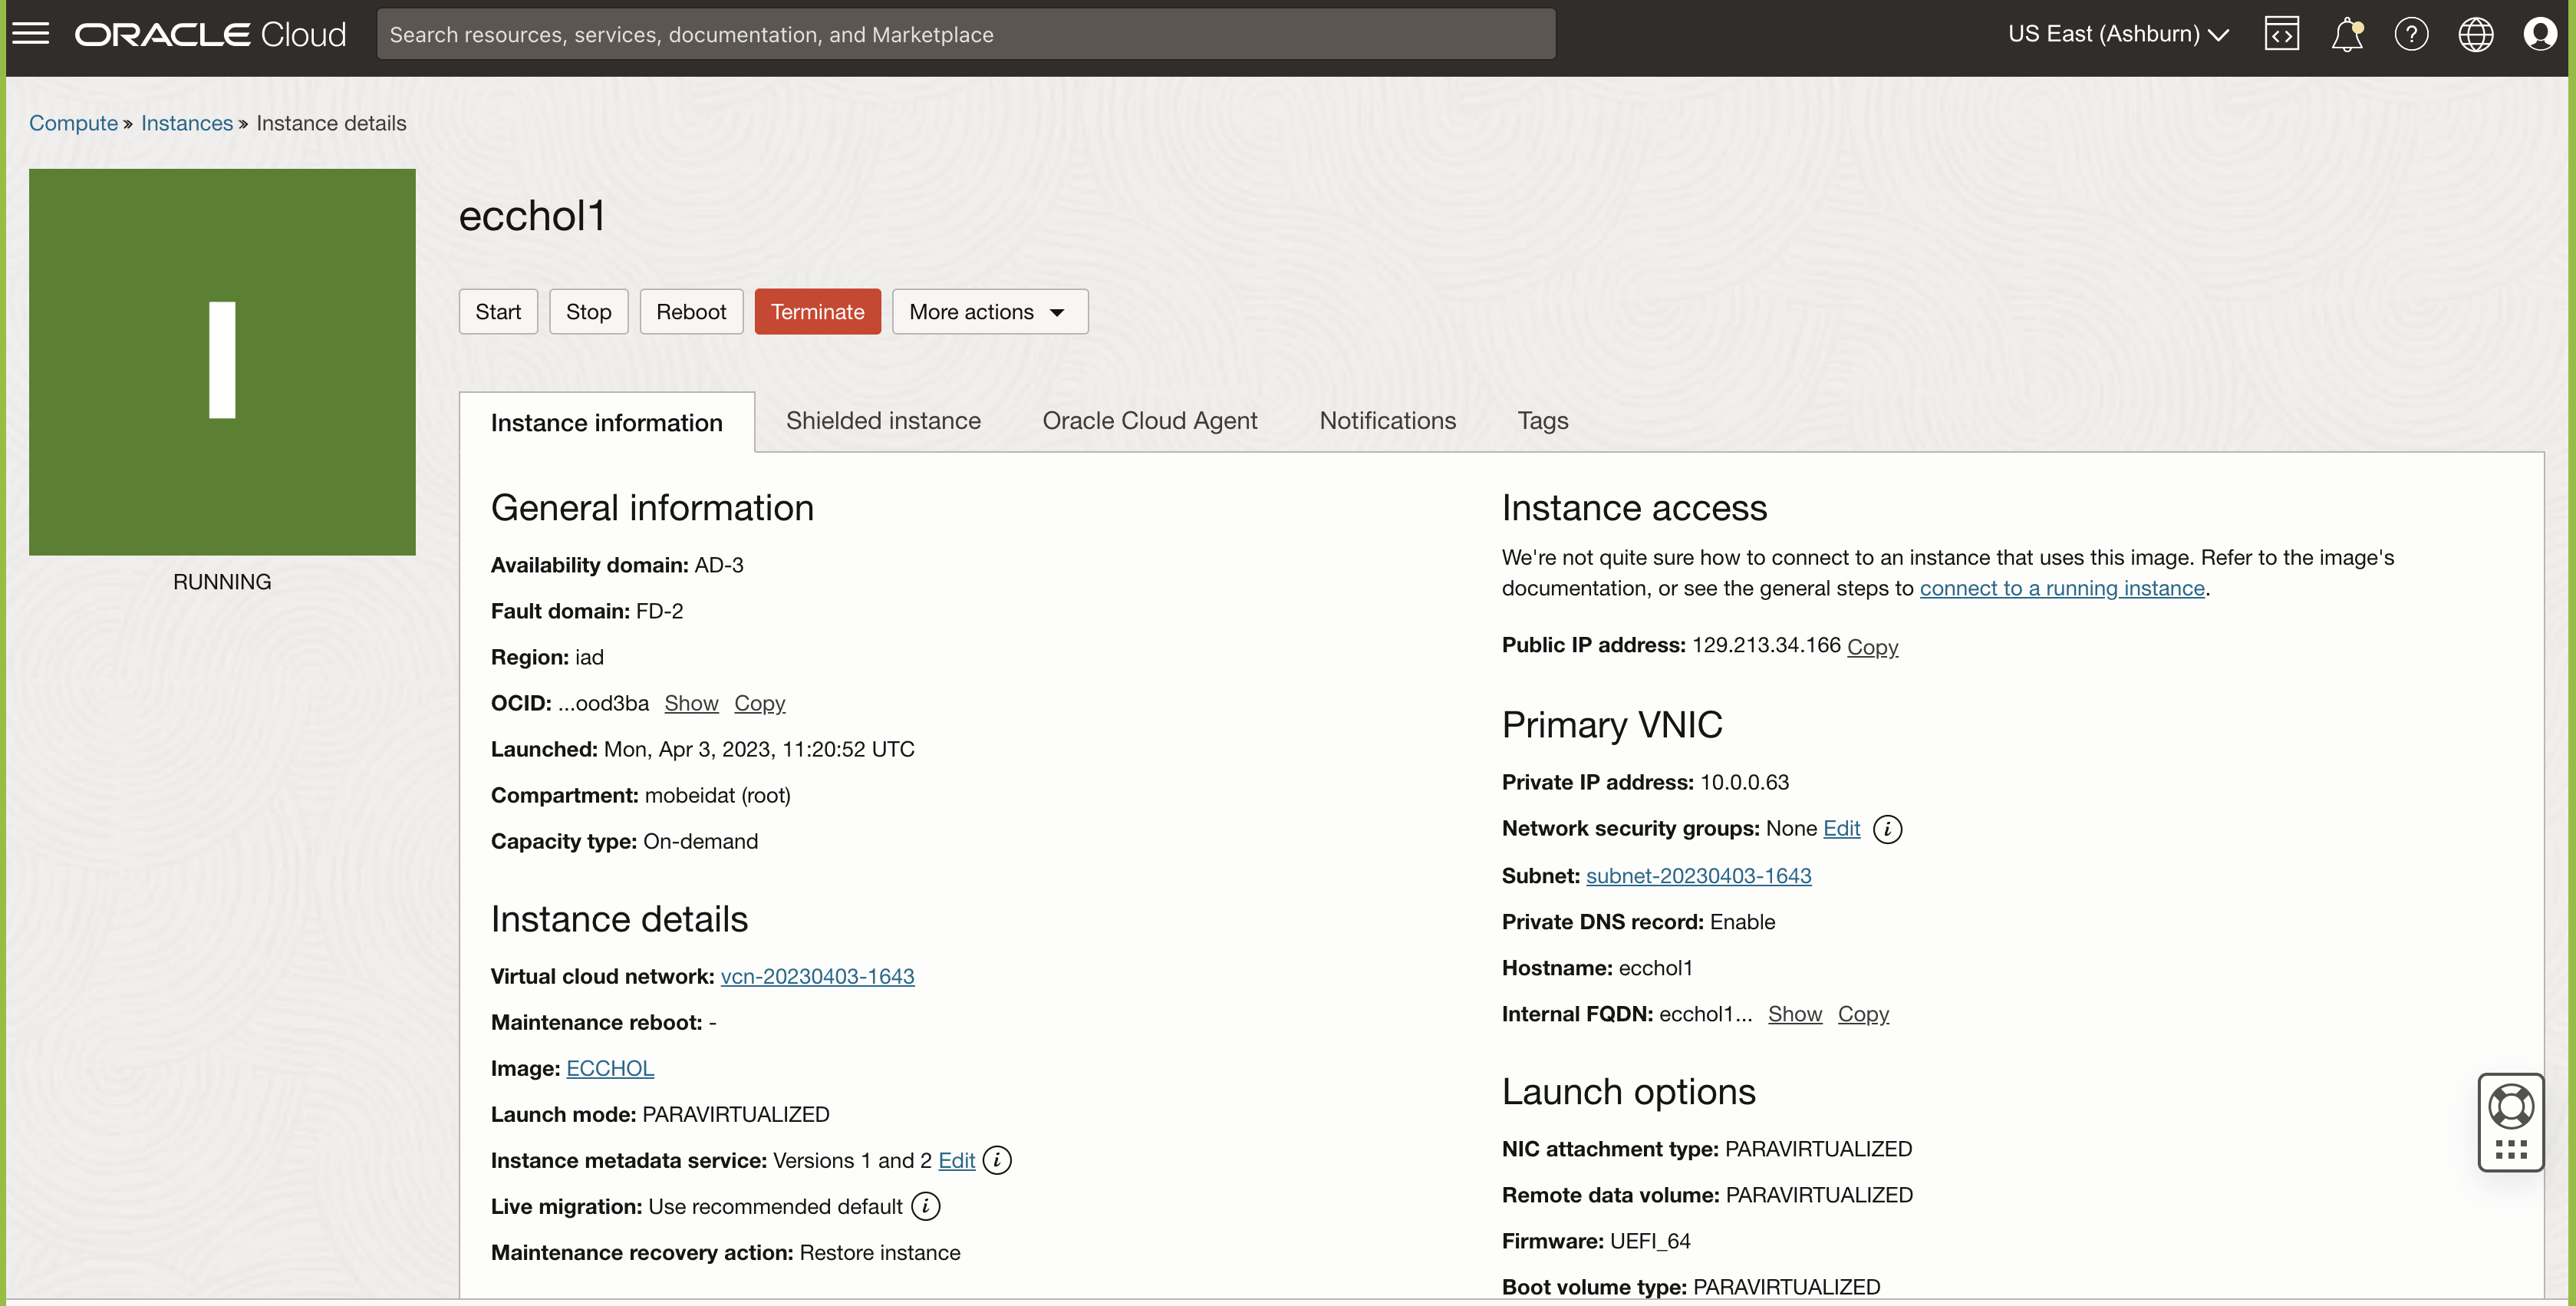 ORACLE Cloud
Search resources, services, documentation, and Marketplace
US East (Ashburn)
Compute » Instances » Instance details
RUNNING
ecchol1
Start Stop Reboot Terminate More actions
Instance information Shielded instance Oracle Cloud Agent Notifications Tags
General information
Availability domain: AD-3
Fault domain: FD-2
Region: iad
OCID: ...ood3ba Show Copy
Launched: Mon, Apr 3, 2023, 11:20:52 UTC
Compartment: mobeidat (root)
Capacity type: On-demand
Instance details
Virtual cloud network: vcn-20230403-1643
Maintenance reboot: -
Image: ECCHOL
Launch mode: PARAVIRTUALIZED
Instance metadata service: Versions 1 and 2 Edit
Live migration: Use recommended default
Maintenance recovery action: Restore instance
Instance access
We're not quite sure how to connect to an instance that uses this image. Refer to the image's
documentation, or see the general steps to connect to a running instance.
Public IP address: 129.213.34.166 Copy
Primary VNIC
Private IP address: 10.0.0.63
Network security groups: None Edit
Subnet: subnet-20230403-1643
Private DNS record: Enable
Hostname: ecchol1
Internal FQDN: ecchol1... Show Copy
Launch options
NIC attachment type: PARAVIRTUALIZED
Remote data volume: PARAVIRTUALIZED
Firmware: UEFI_64
Boot volume type: PARAVIRTUALIZED